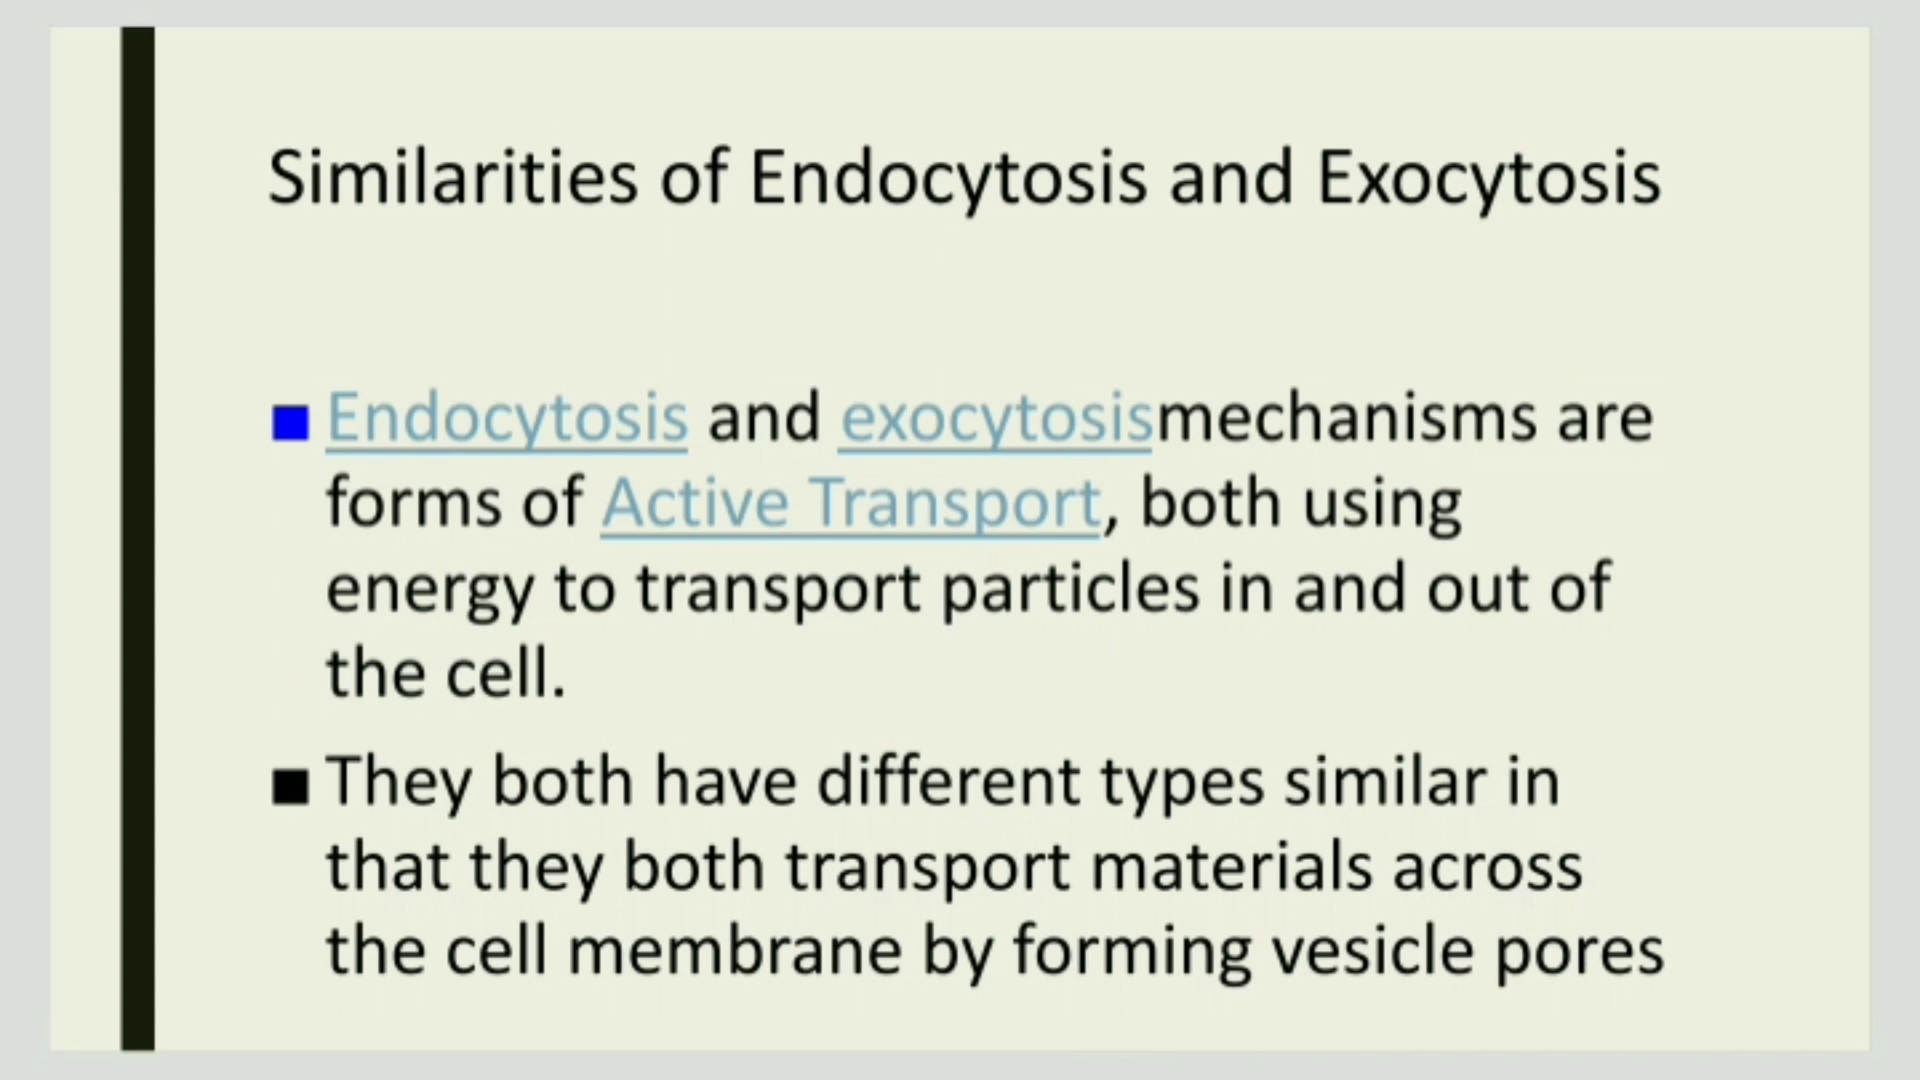 Similarities of Endocytosis and Exocytosis
Endocytosis and exocytosismechanisms are
forms of Active Transport, both using
energy to transport particles in and out of
the cell.
They both have different types similar in
that they both transport materials across
the cell membrane by forming vesicle pores